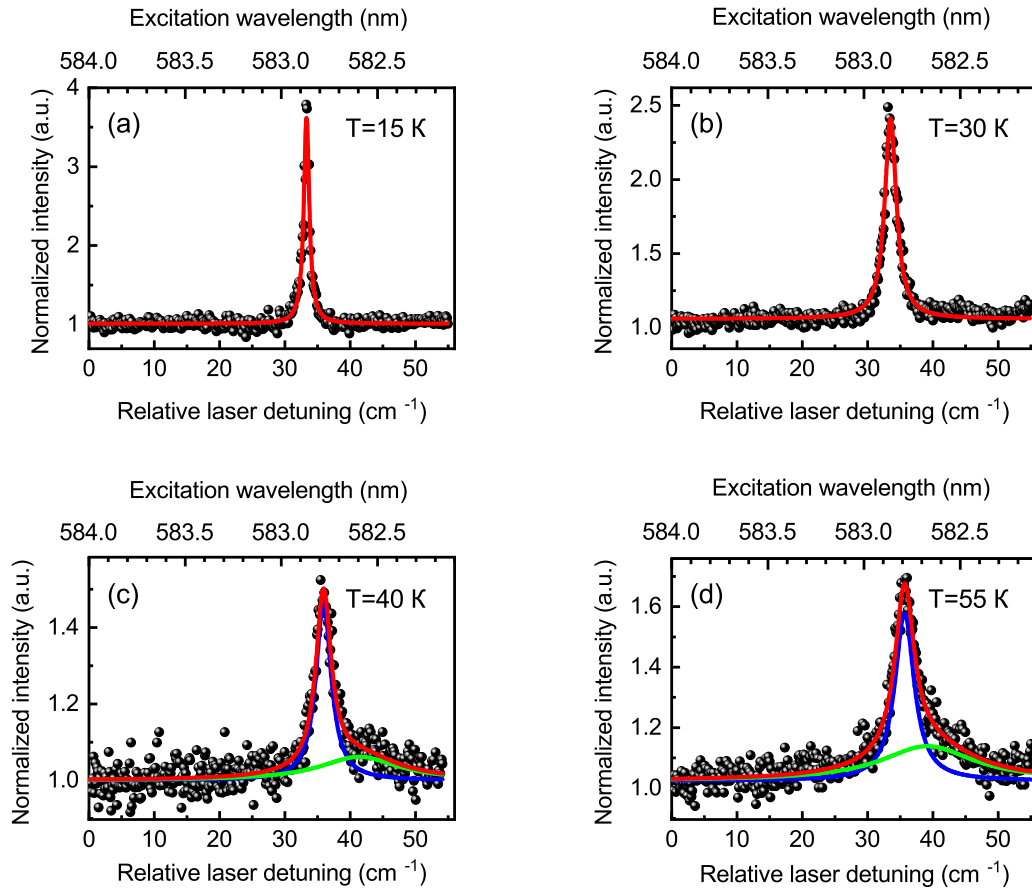 Excitation wavelength (nm)
584.0 583.5 583.0 582.5
4
3
2
1
Normalized intensity (a.u.)
(a) T=15 K
0 10 20 30 40 50
Relative laser detuning (cm -1)
Excitation wavelength (nm)
584.0 583.5 583.0 582.5
2.5
2.0
1.5
1.0
Normalized intensity (a.u.)
(b) T=30 K
0 10 20 30 40 50
Relative laser detuning (cm -1)
Excitation wavelength (nm)
584.0 583.5 583.0 582.5
1.4
1.2
1.0
Normalized intensity (a.u.)
(c) T=40 K
0 10 20 30 40 50
Relative laser detuning (cm -1)
Excitation wavelength (nm)
584.0 583.5 583.0 582.5
1.6
1.4
1.2
1.0
Normalized intensity (a.u.)
(d) T=55 K
0 10 20 30 40 50
Relative laser detuning (cm -1)